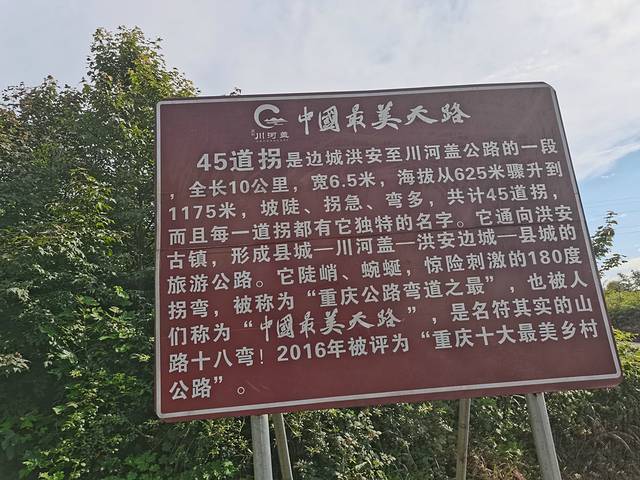 川河盖 中國最美天路
45道拐是边城洪安至川河盖公路的一段
，全长10公里，宽6.5米，海拔从625米骤升到
1175米，坡陡、拐急、弯多，共计45道拐，
而且每一道拐都有它独特的名字。它通向洪安
古镇，形成县城—川河盖—洪安边城—县城的
旅游公路。它陡峭、蜿蜒，惊险刺激的180度
拐弯，被称为“重庆公路弯道之最”，也被人
们称为“中國最美天路”，是名符其实的山
路十八弯！2016年被评为“重庆十大最美乡村
公路”。